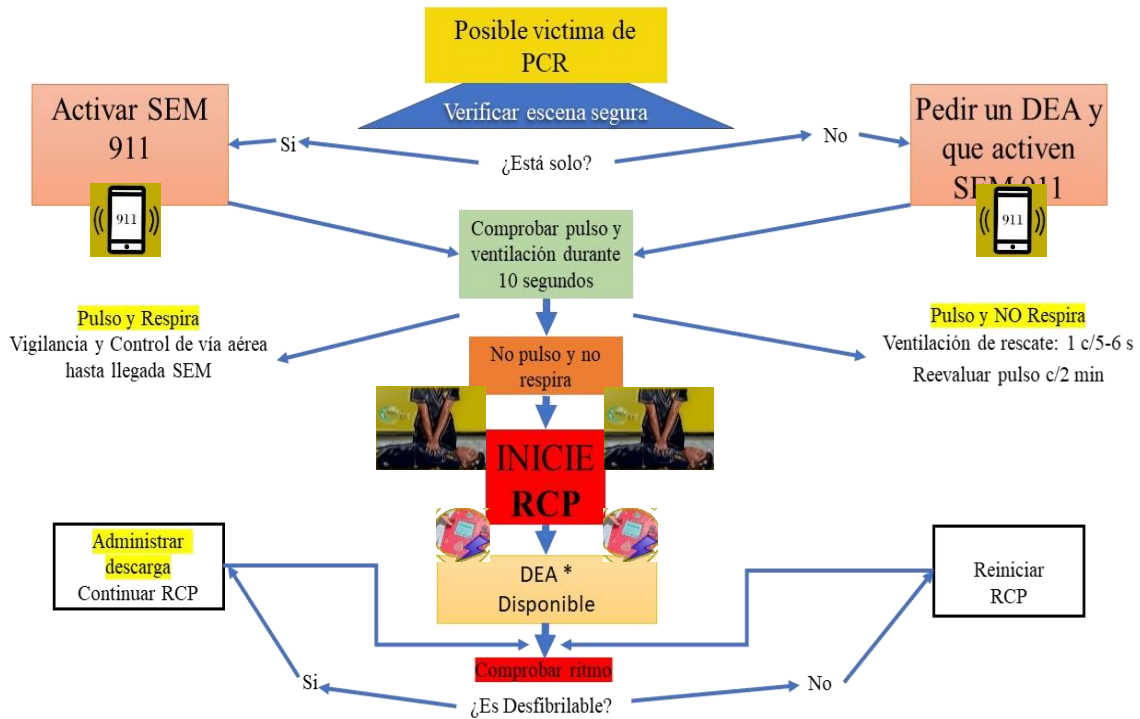 Posible victima de
PCR
Verificar escena segura
Activar SEM
911
911
Si
¿Está solo?
No
Pedir un DEA y
que activen
SEM 911
911
Comprobar pulso y
ventilación durante
10 segundos
Pulso y Respira
Vigilancia y Control de vía aérea
hasta llegada SEM
No pulso y no
respira
Pulso y NO Respira
Ventilación de rescate: 1 c/5-6 s
Reevaluar pulso c/2 min
INICIE
RCP
DEA *
Disponible
Administrar
descarga
Continuar RCP
Reiniciar
RCP
Comprobar ritmo
Si
¿Es Desfibrilable?
No